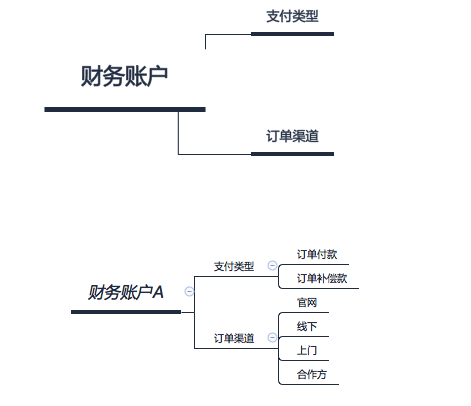 支付类型
财务账户
订单渠道
订单付款
支付类型
订单补偿款
财务账户A
官网
线下
订单渠道
上门
合作方